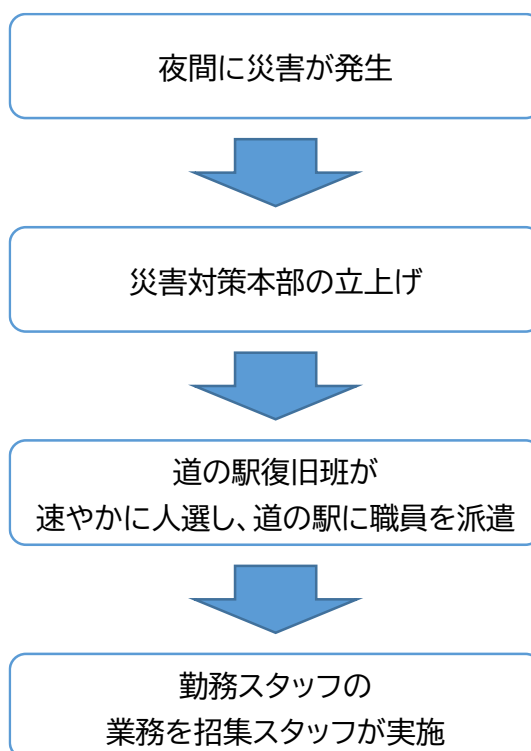 夜間に災害が発生
災害対策本部の立上げ
道の駅復旧班が
速やかに人選し、道の駅に職員を派遣
勤務スタッフの
業務を招集スタッフが実施